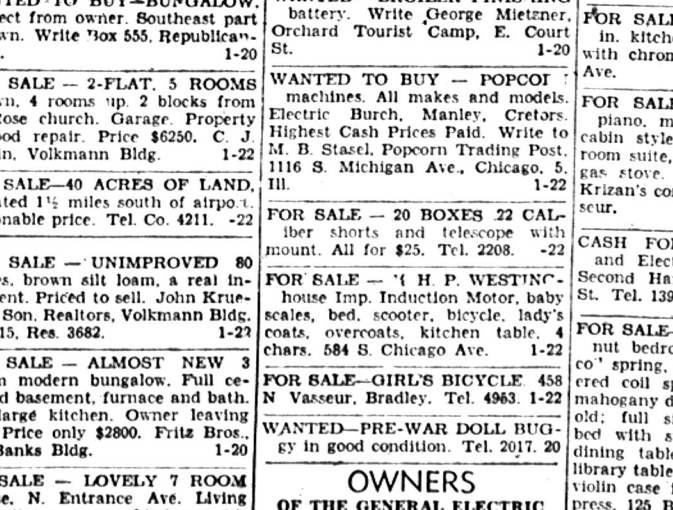 ect from owner. Southeast part
wn. Write Box 555, Republican-
1-20
SALE — 2-FLAT, 5 ROOMS
4 rooms up. 2 blocks from
church. Garage. Property
repair. Price $6250. C. J.
Volkmann Bldg. 1-22
SALE—40 ACRES OF LAND,
1½ miles south of airport.
price. Tel. Co. 4211. -22
SALE — UNIMPROVED 80
brown silt loam, a real in-
Priced to sell. John Krue-
Son, Realtors, Volkmann Bldg.
15, Res. 3682. 1-22
SALE — ALMOST NEW 3
modern bungalow. Full ce-
basement, furnace and bath.
large kitchen. Owner leaving
Price only $2800. Fritz Bros.,
Banks Bldg. 1-20
SALE — LOVELY 7 ROOM
N. Entrance Ave. Living
battery. Write George Mietzner,
Orchard Tourist Camp, E. Court
St. 1-20
WANTED TO BUY — POPCO
machines. All makes and models.
Electric Burch, Manley, Cretors.
Highest Cash Prices Paid. Write to
M. B. Stasel, Popcorn Trading Post,
1116 S. Michigan Ave., Chicago, 5,
Ill. 1-22
FOR SALE — 20 BOXES .22 CAL-
iber shorts and telescope with
mount. All for $25. Tel. 2208. -22
FOR SALE — H. P. WESTING-
house Imp. Induction Motor, baby
scales, bed, scooter, bicycle, lady's
coats, overcoats, kitchen table, 4
chars. 584 S. Chicago Ave. 1-22
FOR SALE—GIRL'S BICYCLE. 458
N Vasseur, Bradley. Tel. 4963. 1-22
WANTED—PRE-WAR DOLL BUG-
gy in good condition. Tel. 2017. 20
OWNERS
OF THE GENERAL ELECTRIC
FOR SAL
in. kitch
with chron
Ave.
FOR SAL
piano, m
cabin style
room suite,
gas stove.
Krizan's co
seur.
CASH FO
and Elec
Second Ha
St. Tel. 139
FOR SALE—
nut bedr
spring,
ered coil s
mahogany d
old; full s
bed with s
dining tabl
library table
violin case
press. 125 B